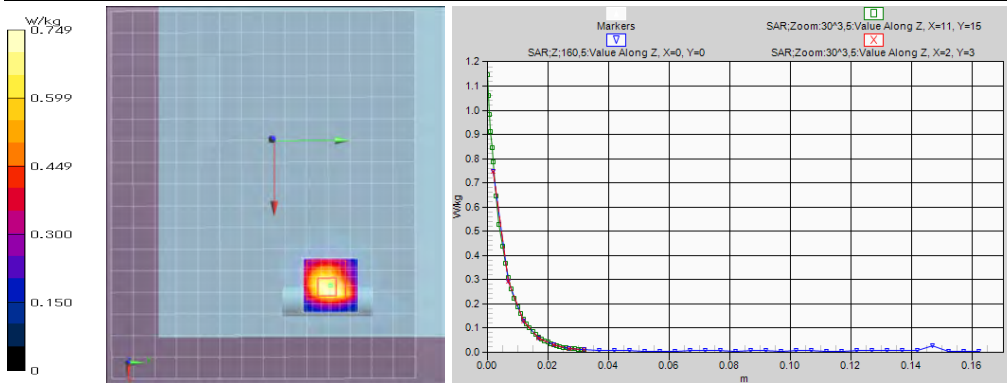 W/kg
0.749
0.599
0.449
0.300
0.150
0
Markers
SAR;Z;160,5:Value Along Z, X=0, Y=0
SAR;Zoom:30^3,5:Value Along Z, X=11, Y=15
SAR;Zoom:30^3,5:Value Along Z, X=2, Y=3
1.2
1.1
1.0
0.9
0.8
0.7
0.6
0.5
0.4
0.3
0.2
0.1
0.0
W/kg
0.00 0.02 0.04 0.06 0.08 0.10 0.12 0.14 0.16
m